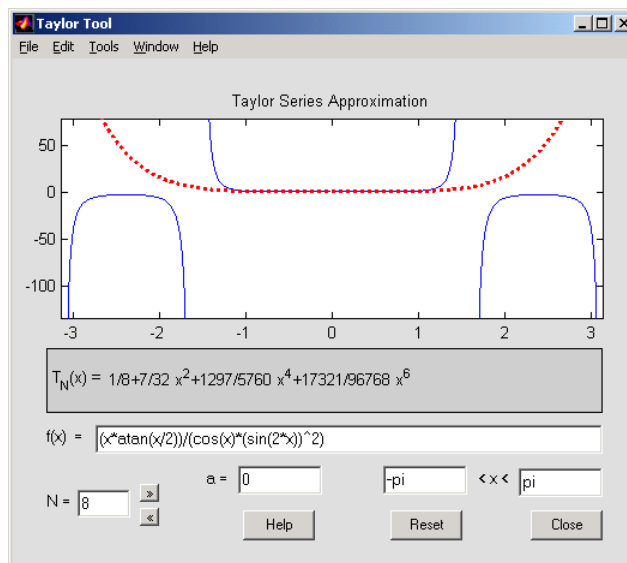 Taylor Tool
File Edit Tools Window Help
Taylor Series Approximation
50
0
-50
-100
-3 -2 -1 0 1 2 3
T_N(x) = 1/8+7/32 x^2+1297/5760 x^4+17321/96768 x^6
f(x) = (x*atan(x/2))/(cos(x)*(sin(2*x))^2)
N = 8 » « a = 0 -pi < x < pi
Help Reset Close